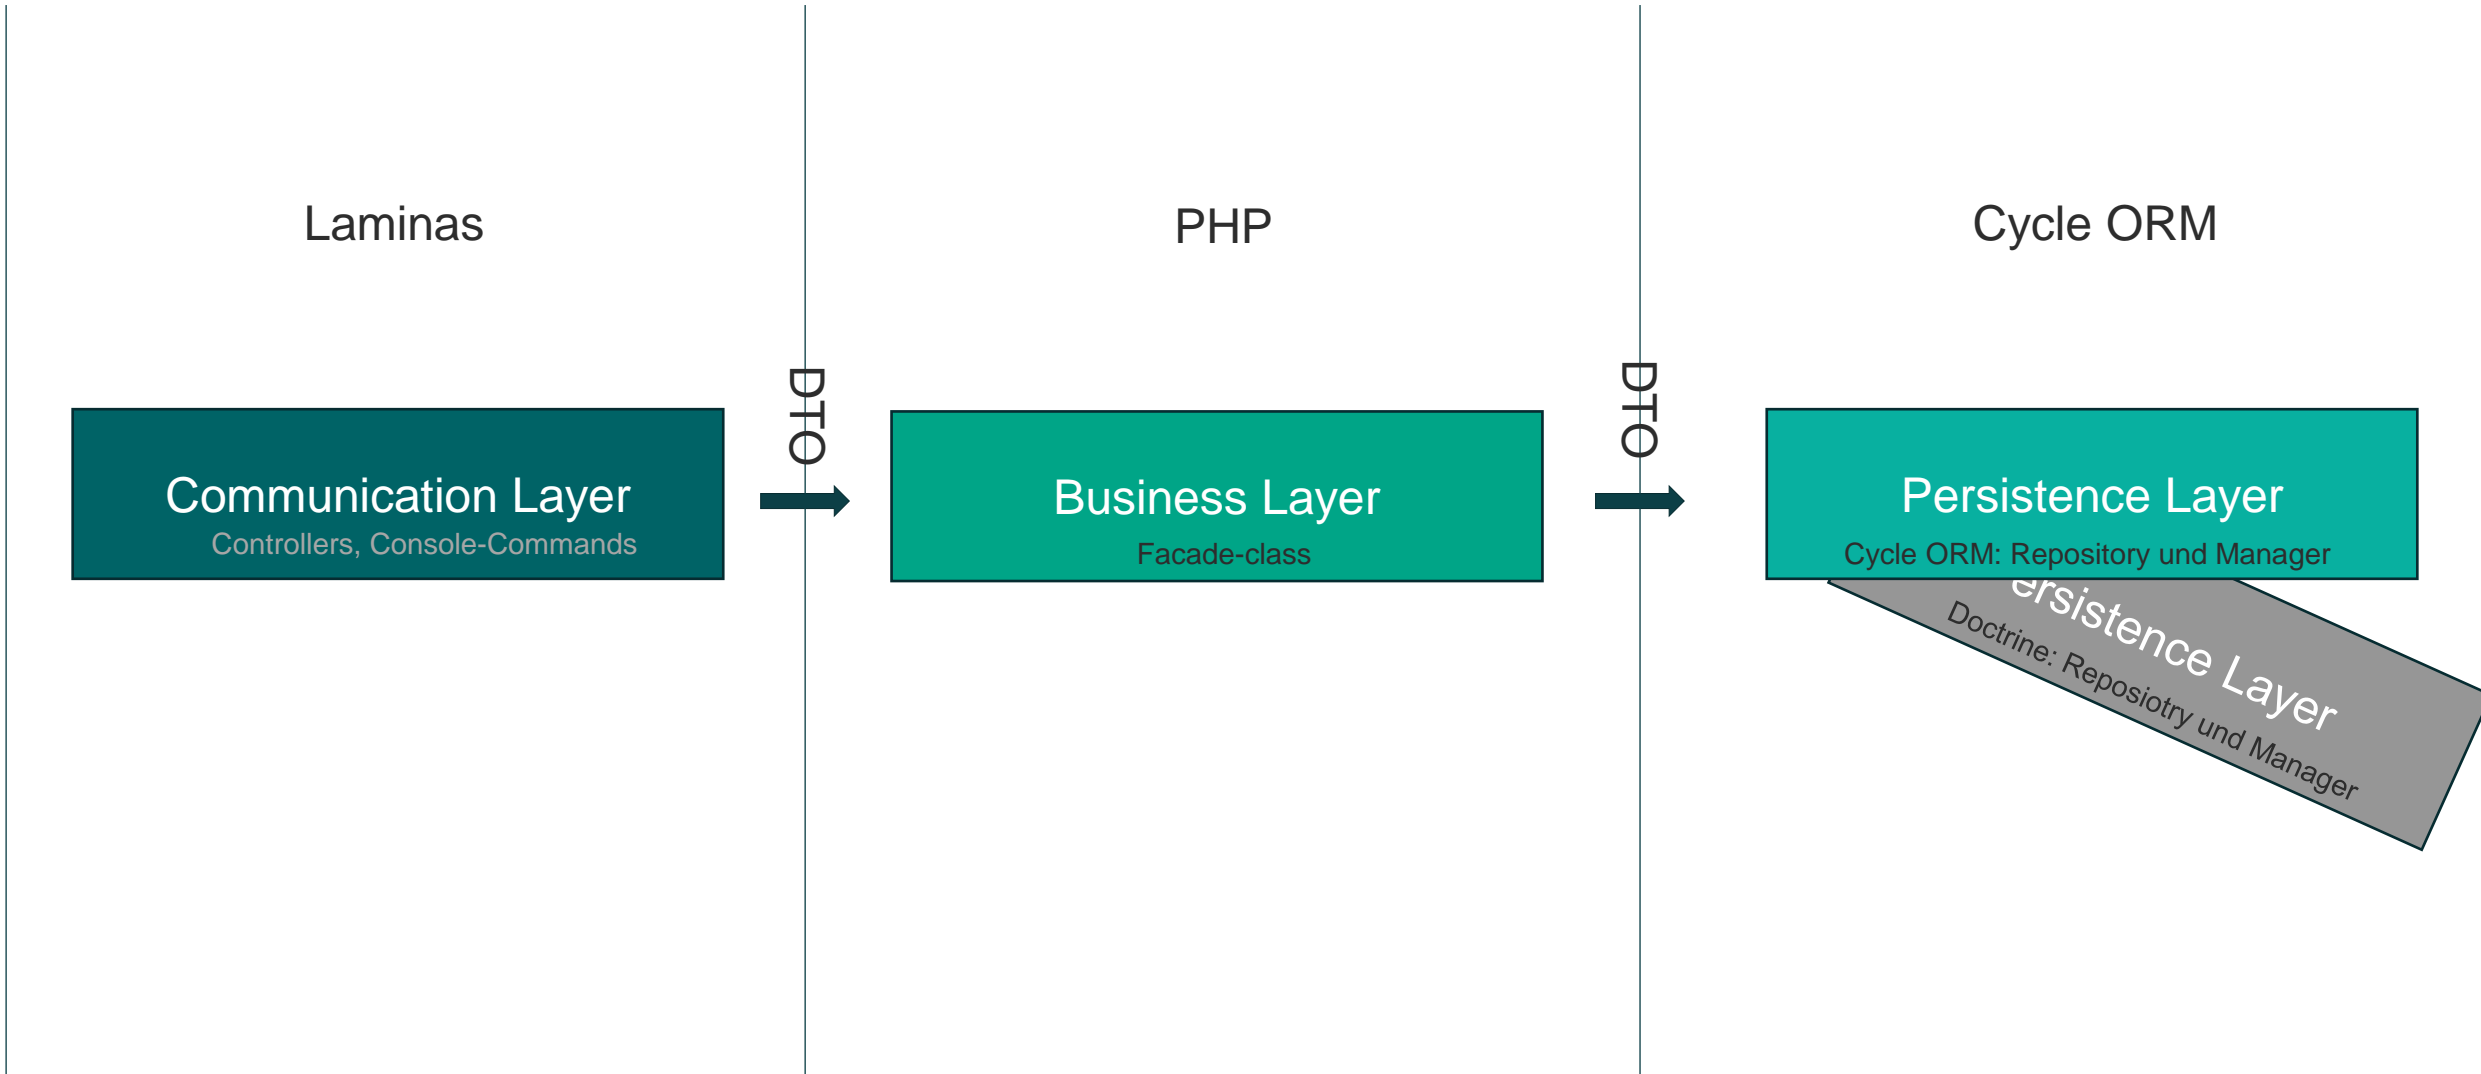 Laminas
PHP
Cycle ORM
DTO
DTO
Communication Layer
Controllers, Console-Commands
Business Layer
Facade-class
Persistence Layer
Cycle ORM: Repository und Manager
ersistence Layer
Doctrine: Reposiotry und Manager